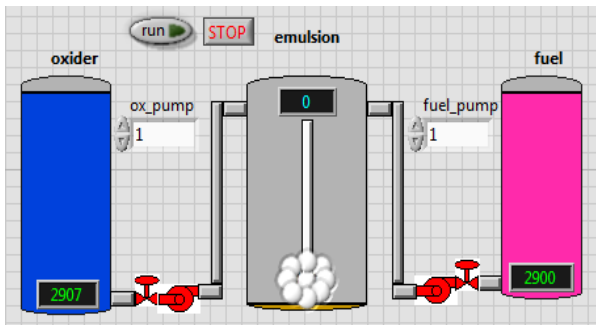 run
STOP
emulsion
oxider
fuel
0
ox_pump
fuel_pump
1
1
2907
2900